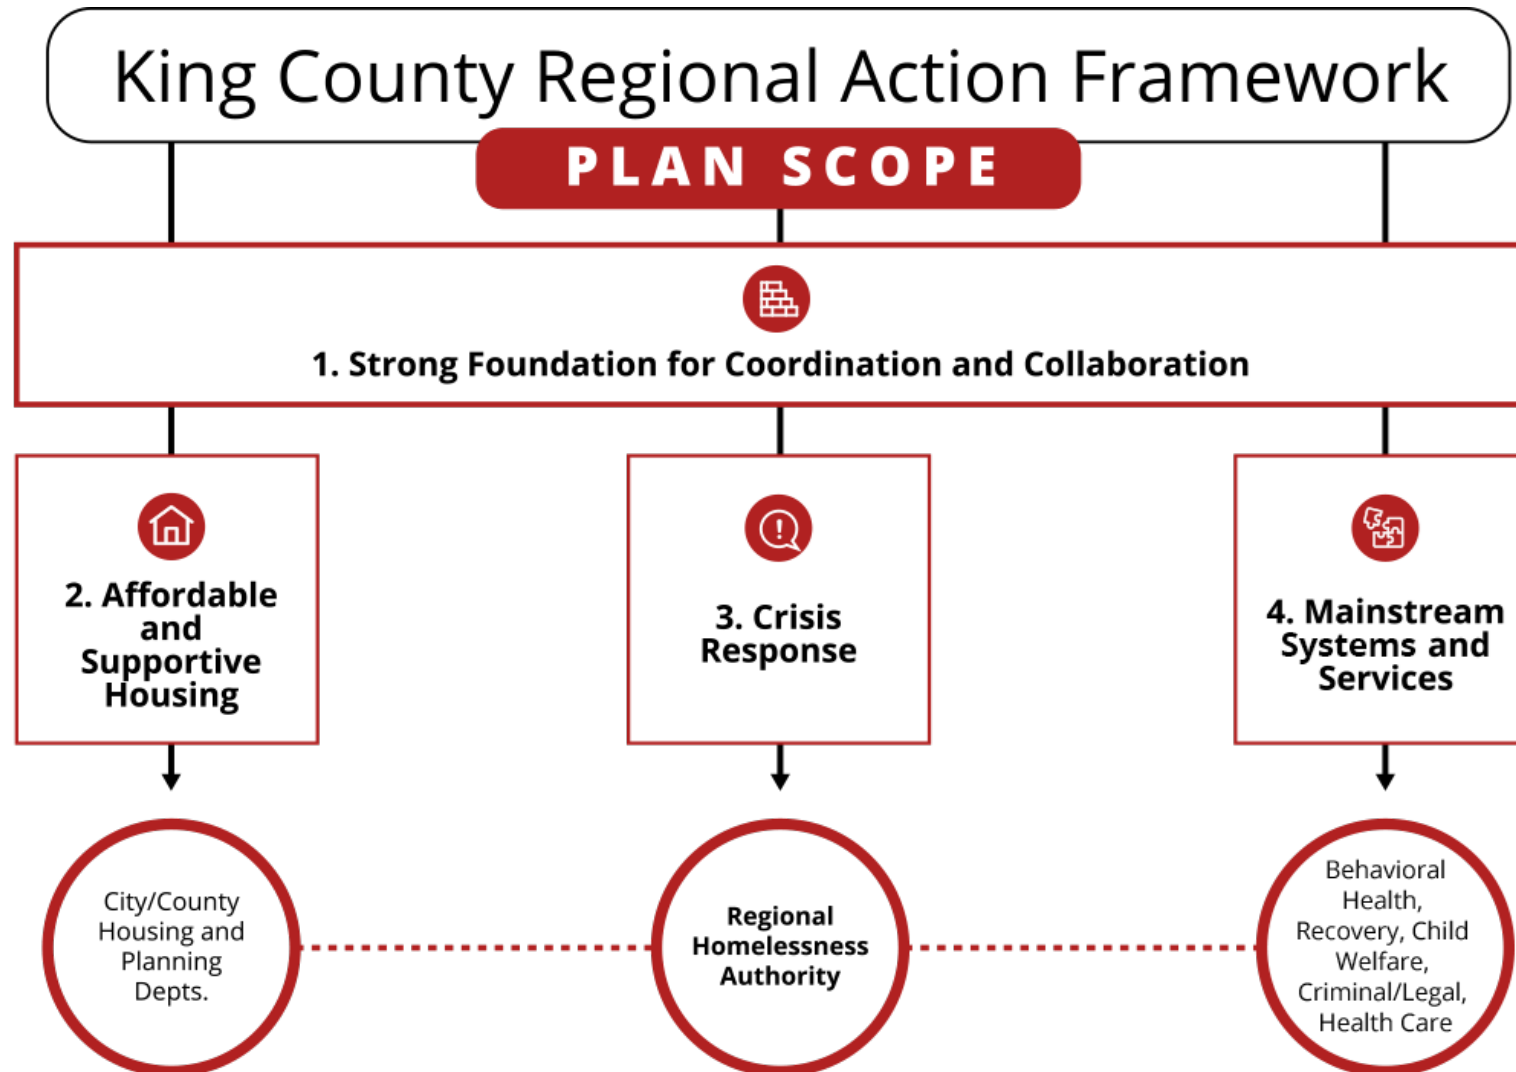 King County Regional Action Framework
PLAN SCOPE
1. Strong Foundation for Coordination and Collaboration
2. Affordable
and
Supportive
Housing
3. Crisis
Response
4. Mainstream
Systems and
Services
City/County
Housing and
Planning
Depts.
Regional
Homelessness
Authority
Behavioral
Health,
Recovery, Child
Welfare,
Criminal/Legal,
Health Care